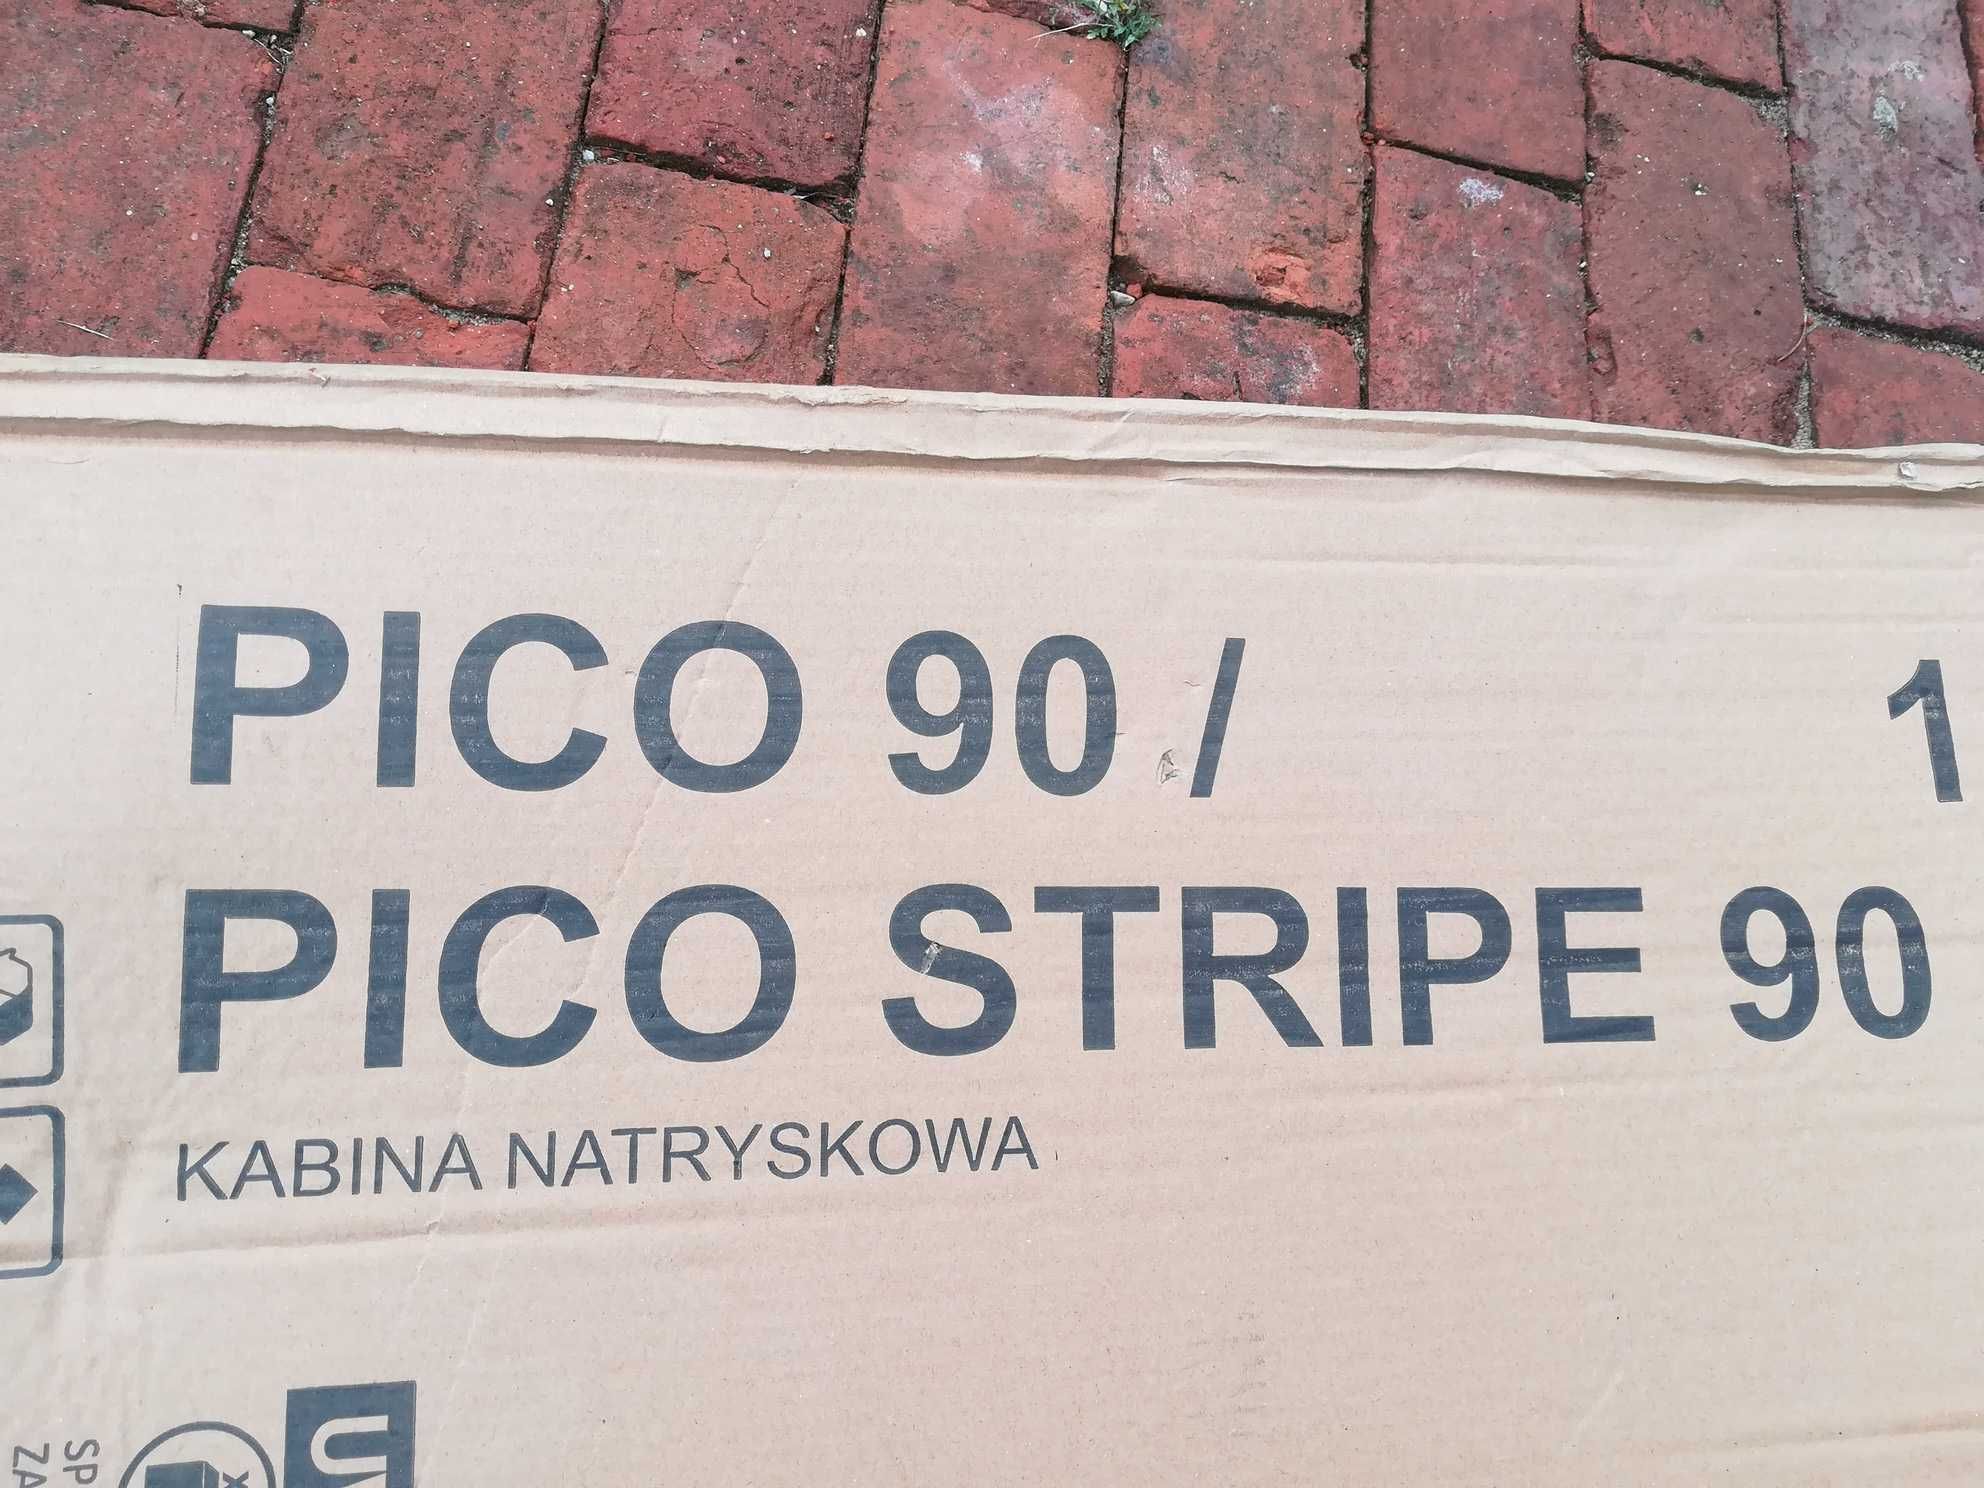 PICO 90 / 1
PICO STRIPE 90
KABINA NATRYSKOWA